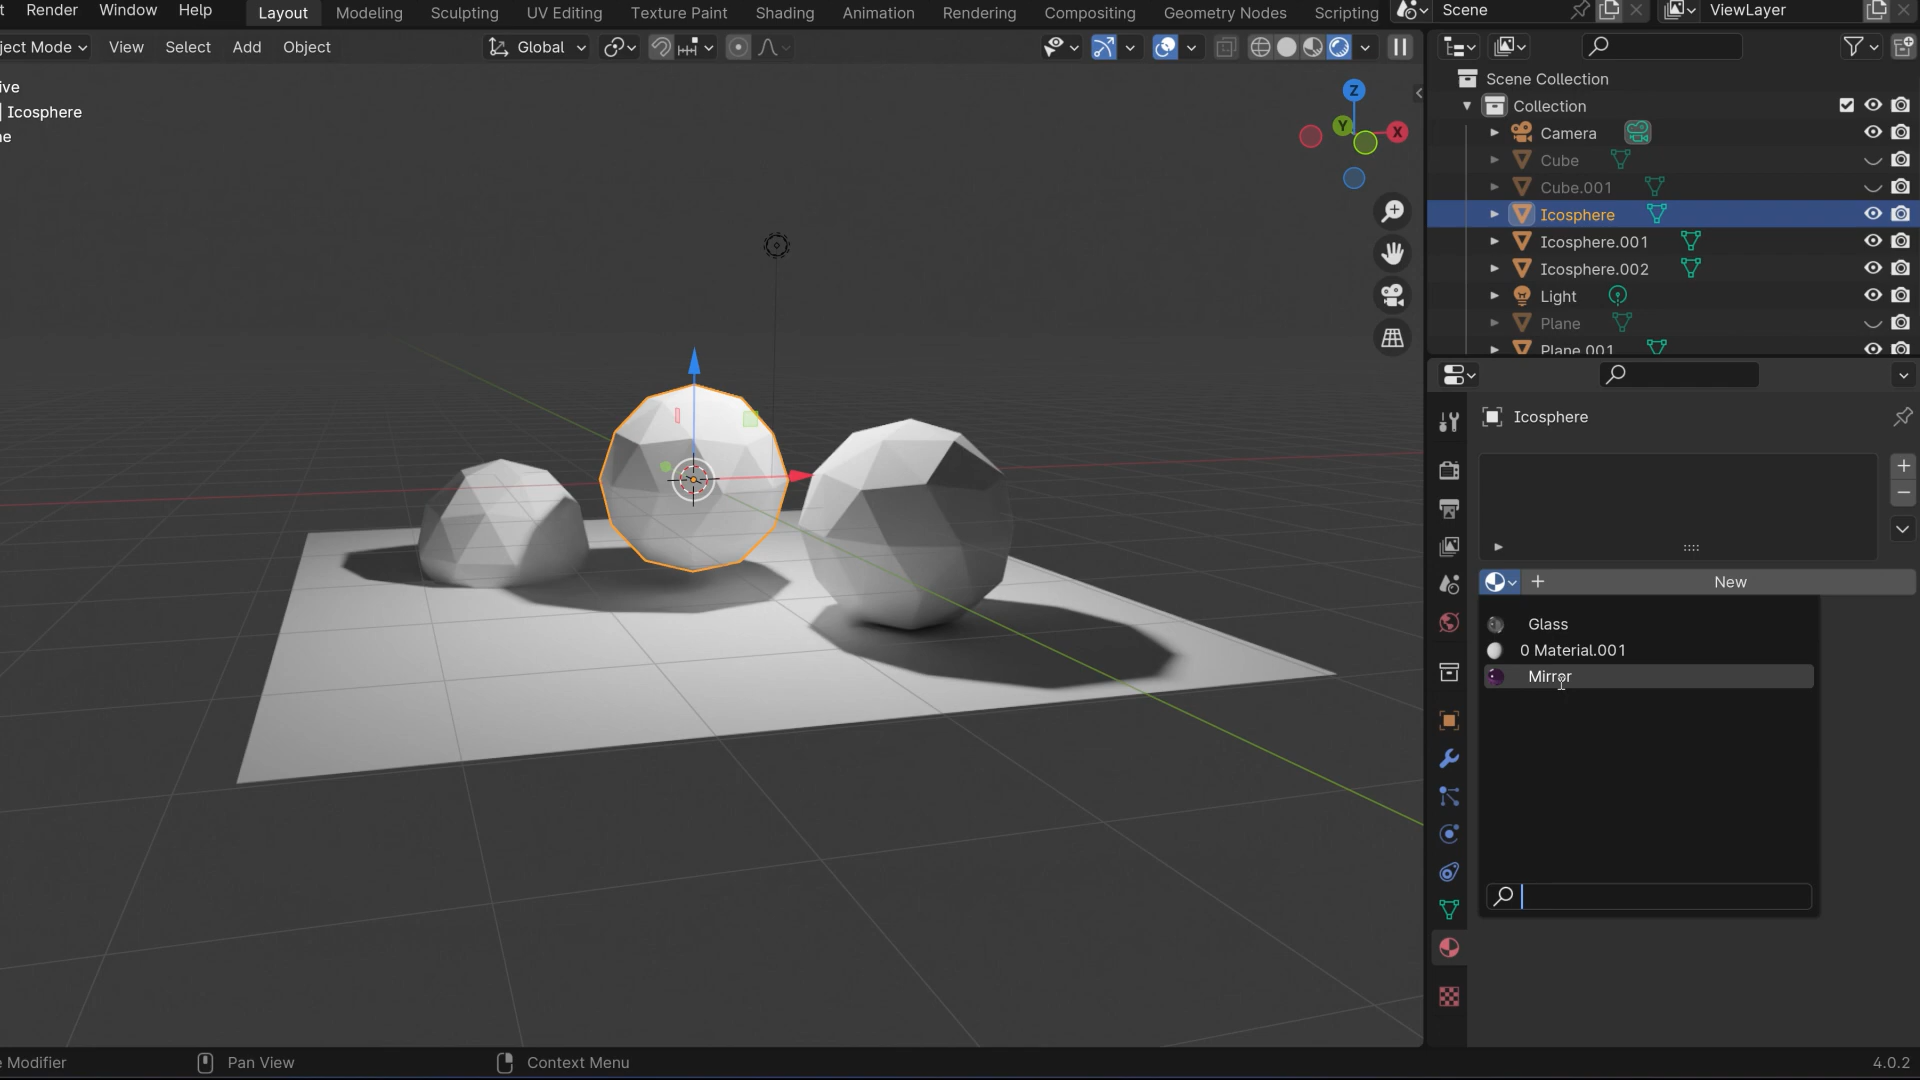 t Render Window Help Layout Modeling Sculpting UV Editing Texture Paint Shading Animation Rendering Compositing Geometry Nodes Scripting Scene ViewLayer
ject Mode View Select Add Object Global
ive
| Icosphere
ne
Z
Y
X
Scene Collection
Collection
Camera
Cube
Cube.001
Icosphere
Icosphere.001
Icosphere.002
Light
Plane
Plane.001
Icosphere
New
Glass
0 Material.001
Mirror
e Modifier Pan View Context Menu 4.0.2